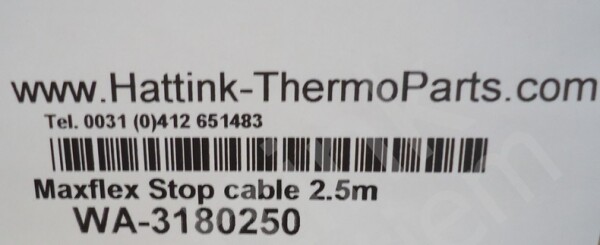 www.Hattink-ThermoParts.com
Tel. 0031 (0)412 651483
Maxflex Stop cable 2.5m
WA-3180250